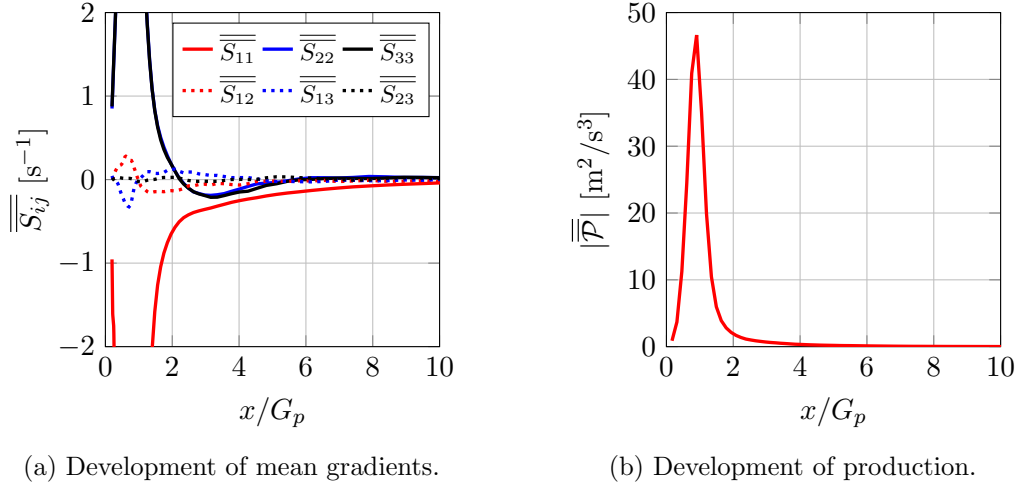 2
1
0
−1
−2
S̿₁₁ S̿₂₂ S̿₃₃
S̿₁₂ S̿₁₃ S̿₂₃
S̿ᵢⱼ [s⁻¹]
0 2 4 6 8 10
x/Gₚ
(a) Development of mean gradients.
50
40
30
20
10
0
|P̿| [m²/s³]
0 2 4 6 8 10
x/Gₚ
(b) Development of production.